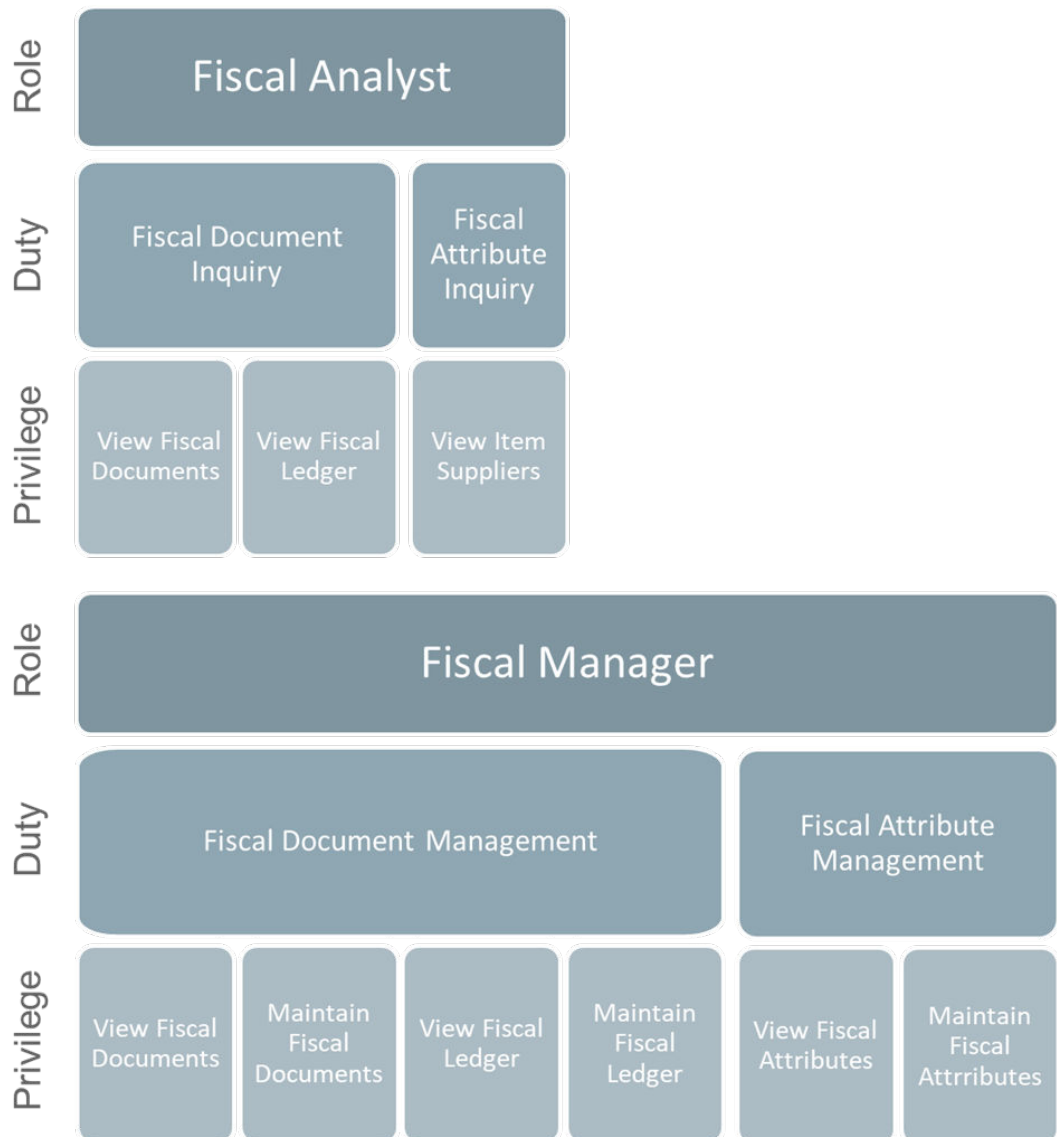 Role
Fiscal Analyst
Duty
Fiscal Document
Inquiry
Fiscal
Attribute
Inquiry
Privilege
View Fiscal
Documents
View Fiscal
Ledger
View Item
Suppliers
Role
Fiscal Manager
Duty
Fiscal Document Management
Fiscal Attribute
Management
Privilege
View Fiscal
Documents
Maintain
Fiscal
Documents
View Fiscal
Ledger
Maintain
Fiscal
Ledger
View Fiscal
Attributes
Maintain
Fiscal
Attrributes